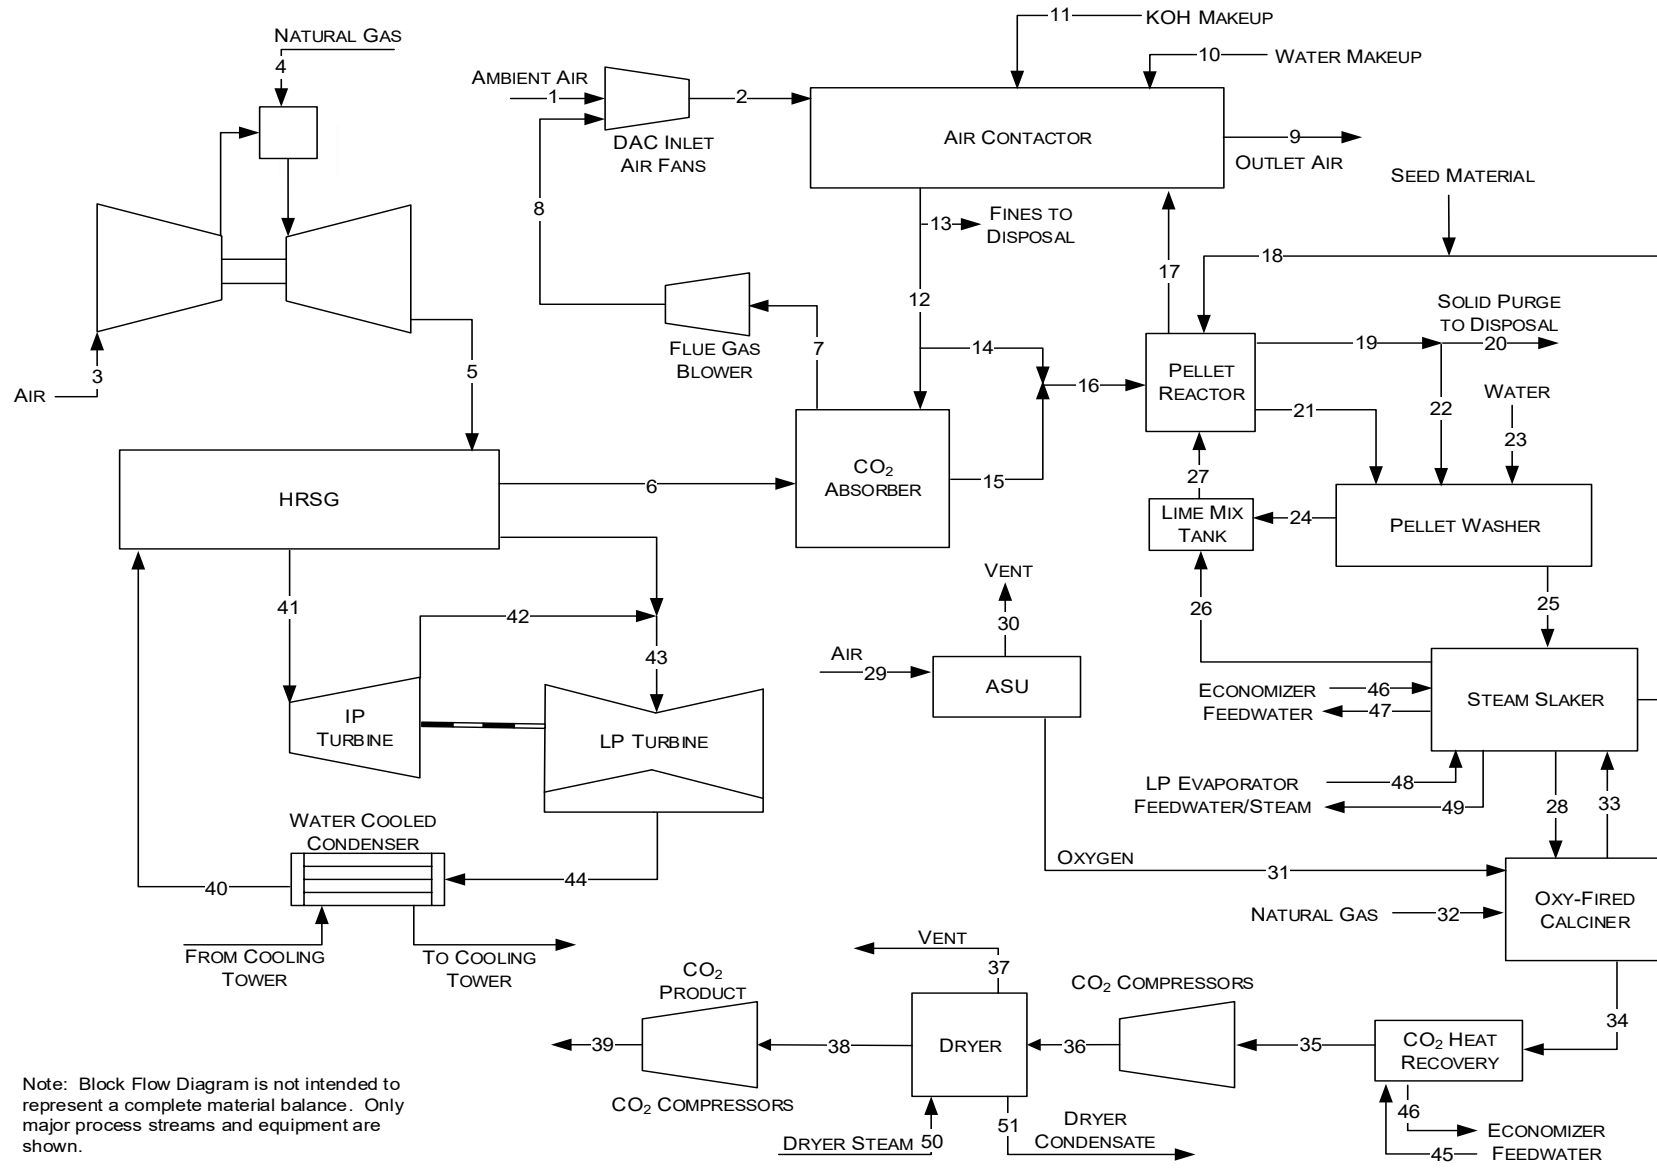 NATURAL GAS
4
AMBIENT AIR
1
2
DAC INLET
AIR FANS
11
KOH MAKEUP
10
WATER MAKEUP
AIR CONTACTOR
9
OUTLET AIR
SEED MATERIAL
8
13
FINES TO
DISPOSAL
17
18
12
SOLID PURGE
TO DISPOSAL
3
AIR
5
FLUE GAS
BLOWER
7
14
16
PELLET
REACTOR
19
20
WATER
21
22
23
HRSG
6
CO₂
ABSORBER
15
27
LIME MIX
TANK
24
PELLET WASHER
VENT
30
26
25
41
42
43
AIR
29
ASU
ECONOMIZER
FEEDWATER
46
47
STEAM SLAKER
IP
TURBINE
LP TURBINE
LP EVAPORATOR
FEEDWATER/STEAM
48
49
28
33
WATER COOLED
CONDENSER
40
44
OXYGEN
31
NATURAL GAS
32
OXY-FIRED
CALCINER
FROM COOLING
TOWER
TO COOLING
TOWER
VENT
37
CO₂
PRODUCT
CO₂ COMPRESSORS
34
39
38
DRYER
36
35
CO₂ HEAT
RECOVERY
CO₂ COMPRESSORS
46
DRYER STEAM
50
51
DRYER
CONDENSATE
45
ECONOMIZER
FEEDWATER
Note: Block Flow Diagram is not intended to
represent a complete material balance. Only
major process streams and equipment are
shown.